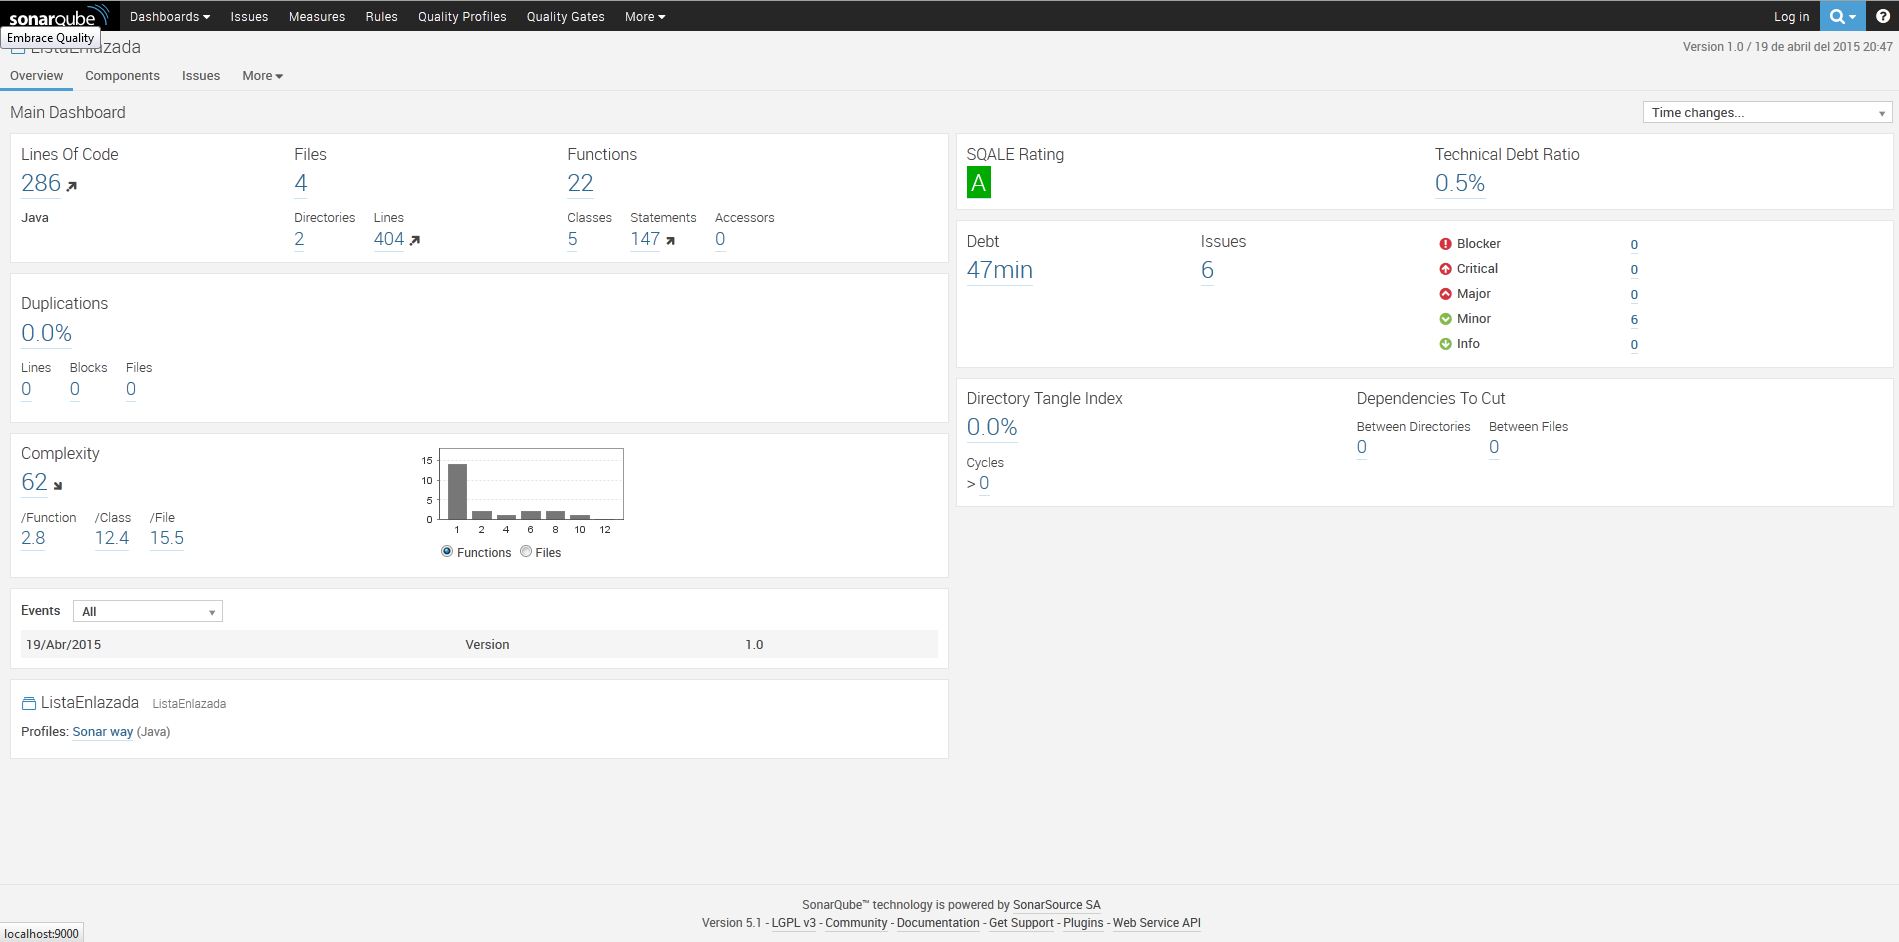 sonarqube Dashboards Issues Measures Rules Quality Profiles Quality Gates More Log in
Embrace Quality
ListaEnlazada Version 1.0 / 19 de abril del 2015 20:47
Overview Components Issues More
Main Dashboard Time changes...
Lines Of Code Files Functions
286 4 22
Java Directories Lines Classes Statements Accessors
2 404 5 147 0
SQALE Rating Technical Debt Ratio
A 0.5%
Debt Issues
47min 6
Blocker 0
Critical 0
Major 0
Minor 6
Info 0
Duplications
0.0%
Lines Blocks Files
0 0 0
Directory Tangle Index Dependencies To Cut
0.0% Between Directories Between Files
0 0
Cycles
> 0
Complexity
62
/Function /Class /File
2.8 12.4 15.5
15
10
5
0
1 2 4 6 8 10 12
Functions Files
Events All
19/Abr/2015 Version 1.0
ListaEnlazada ListaEnlazada
Profiles: Sonar way (Java)
SonarQube™ technology is powered by SonarSource SA
Version 5.1 - LGPL v3 - Community - Documentation - Get Support - Plugins - Web Service API
localhost:9000